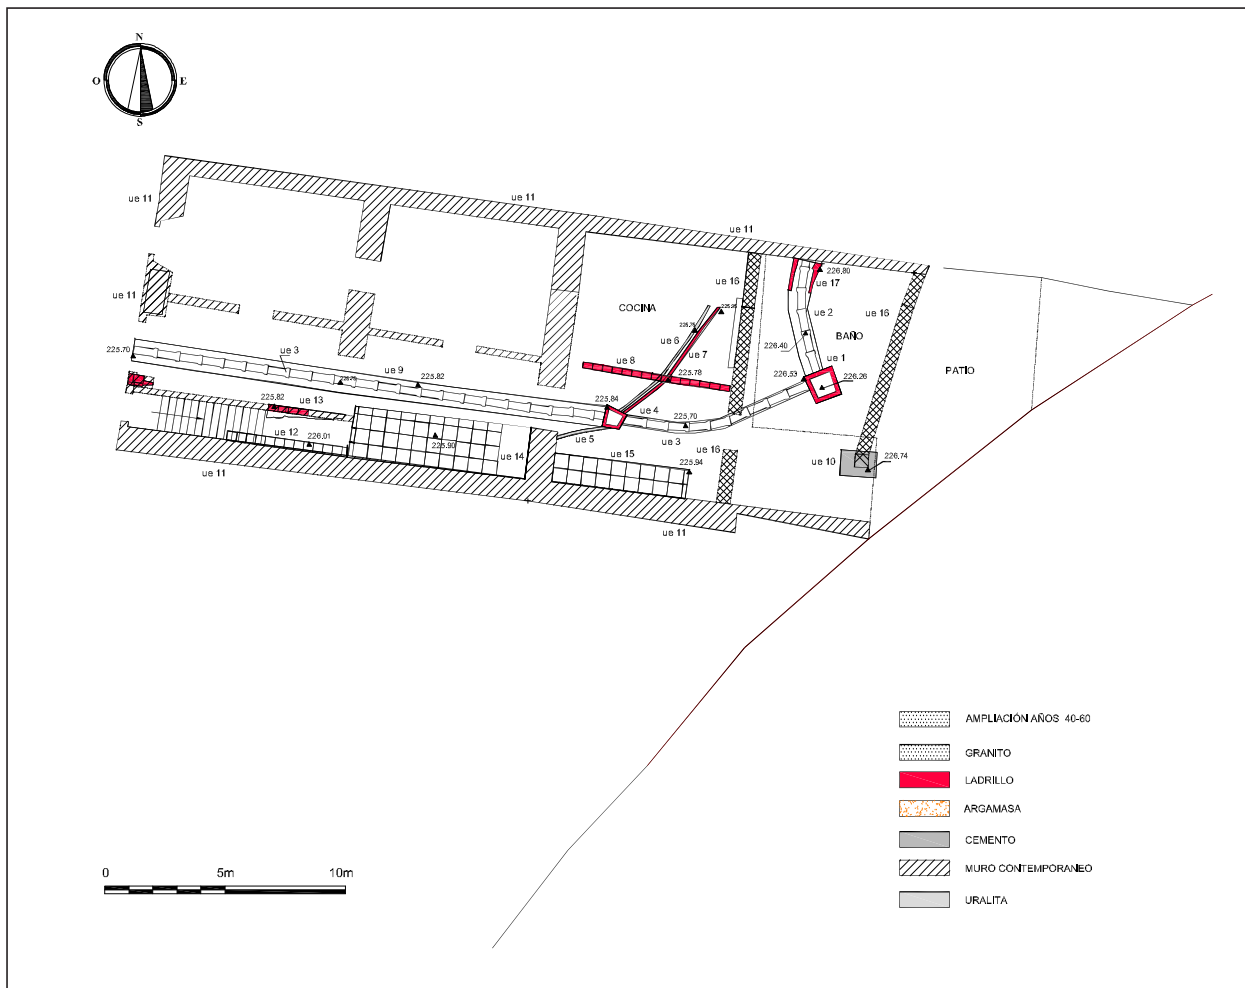 N
O
E
S
ue 11
ue 11
ue 11
ue 11
ue 16
226,80
ue 17
COCINA
ue 2
ue 16
BAÑO
ue 6
ue 7
226.40
225.70
ue 3
ue 9
225.82
ue 8
225.78
ue 1
226,53
226.26
PATÍO
225.82
ue 13
225,84
ue 4
225,70
ue 3
ue 12
226,01
225.90
ue 14
ue 5
ue 15
ue 16
225.94
ue 10
226,74
ue 11
ue 11
AMPLIACIÓN AÑOS 40-60
GRANITO
LADRILLO
ARGAMASA
CEMENTO
MURO CONTEMPORANEO
URALITA
0 5m 10m